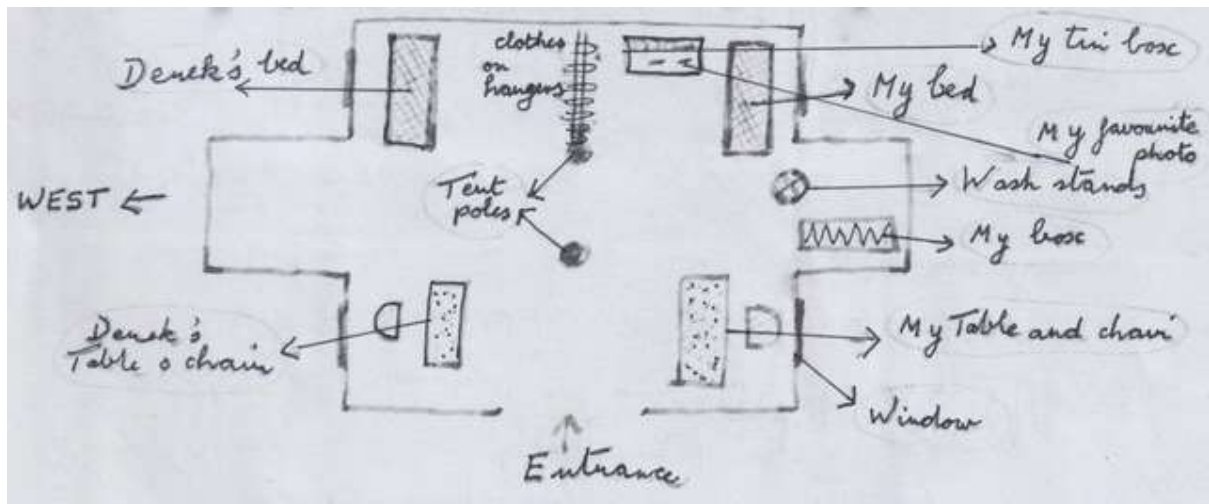 Derek's bed
clothes
on
hangers
My tin box
My bed
My favourite
photo
WEST
Tent
poles
Wash stands
My box
Derek's
Table & chair
My Table and chair
Window
Entrance